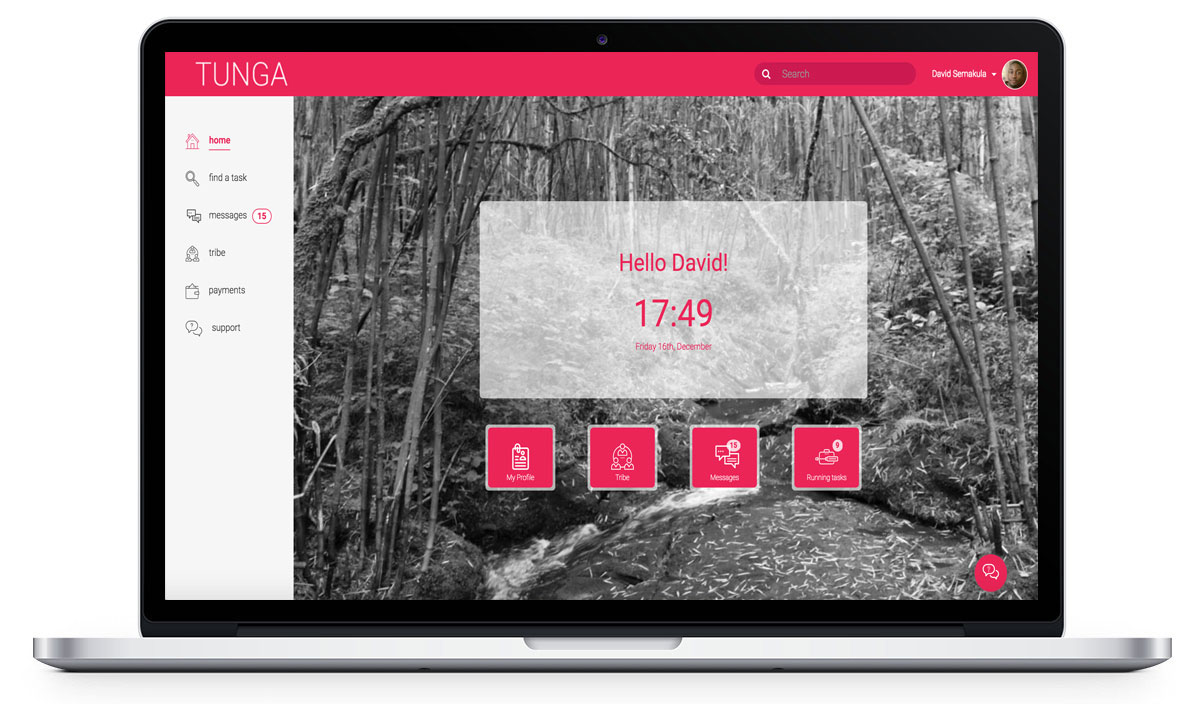 TUNGA
Search
David Semakula
home
find a task
messages 15
tribe
payments
support
Hello David!
17:49
Friday 16th, December
My Profile
Tribe
15
Messages
9
Running tasks